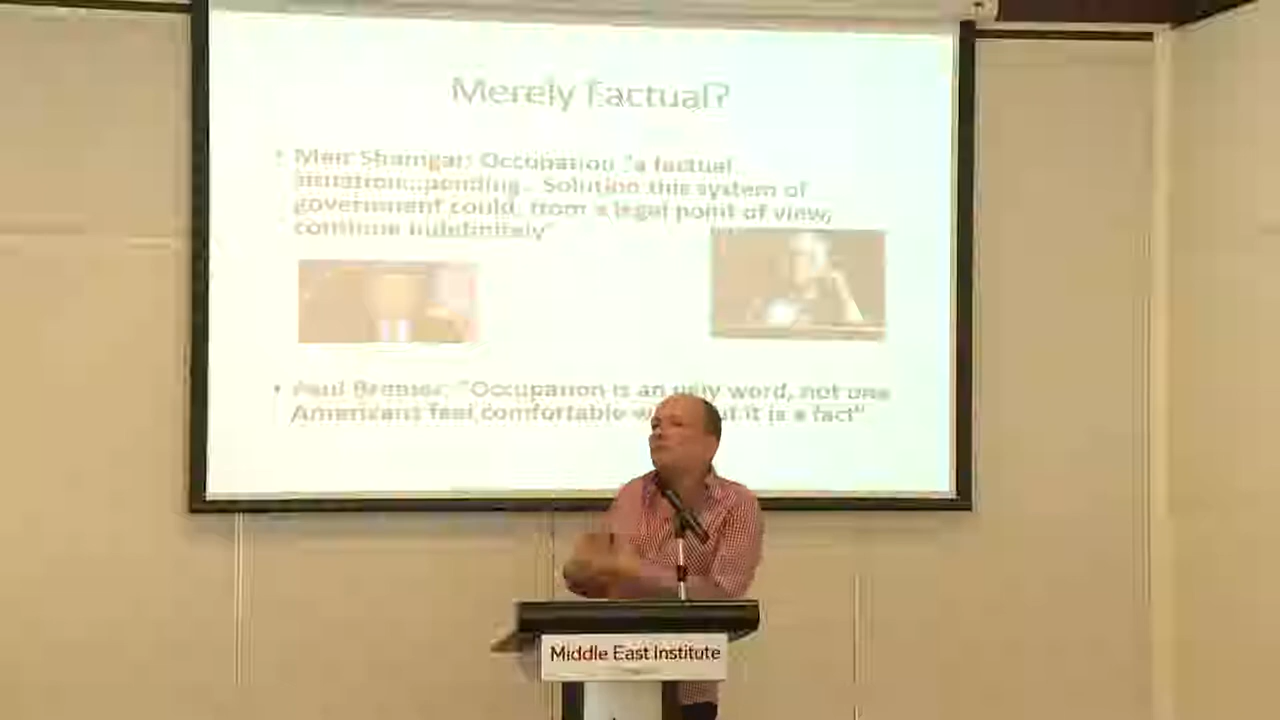 Merely Factual?
• Meir Shamgar: Occupation "a factual
situation...pending.. Solution this system of
government could, from a legal point of view,
continue indefinitely"
• Paul Bremer: "Occupation is an ugly word, not one
Americans feel comfortable but it is a fact"
Middle East Institute